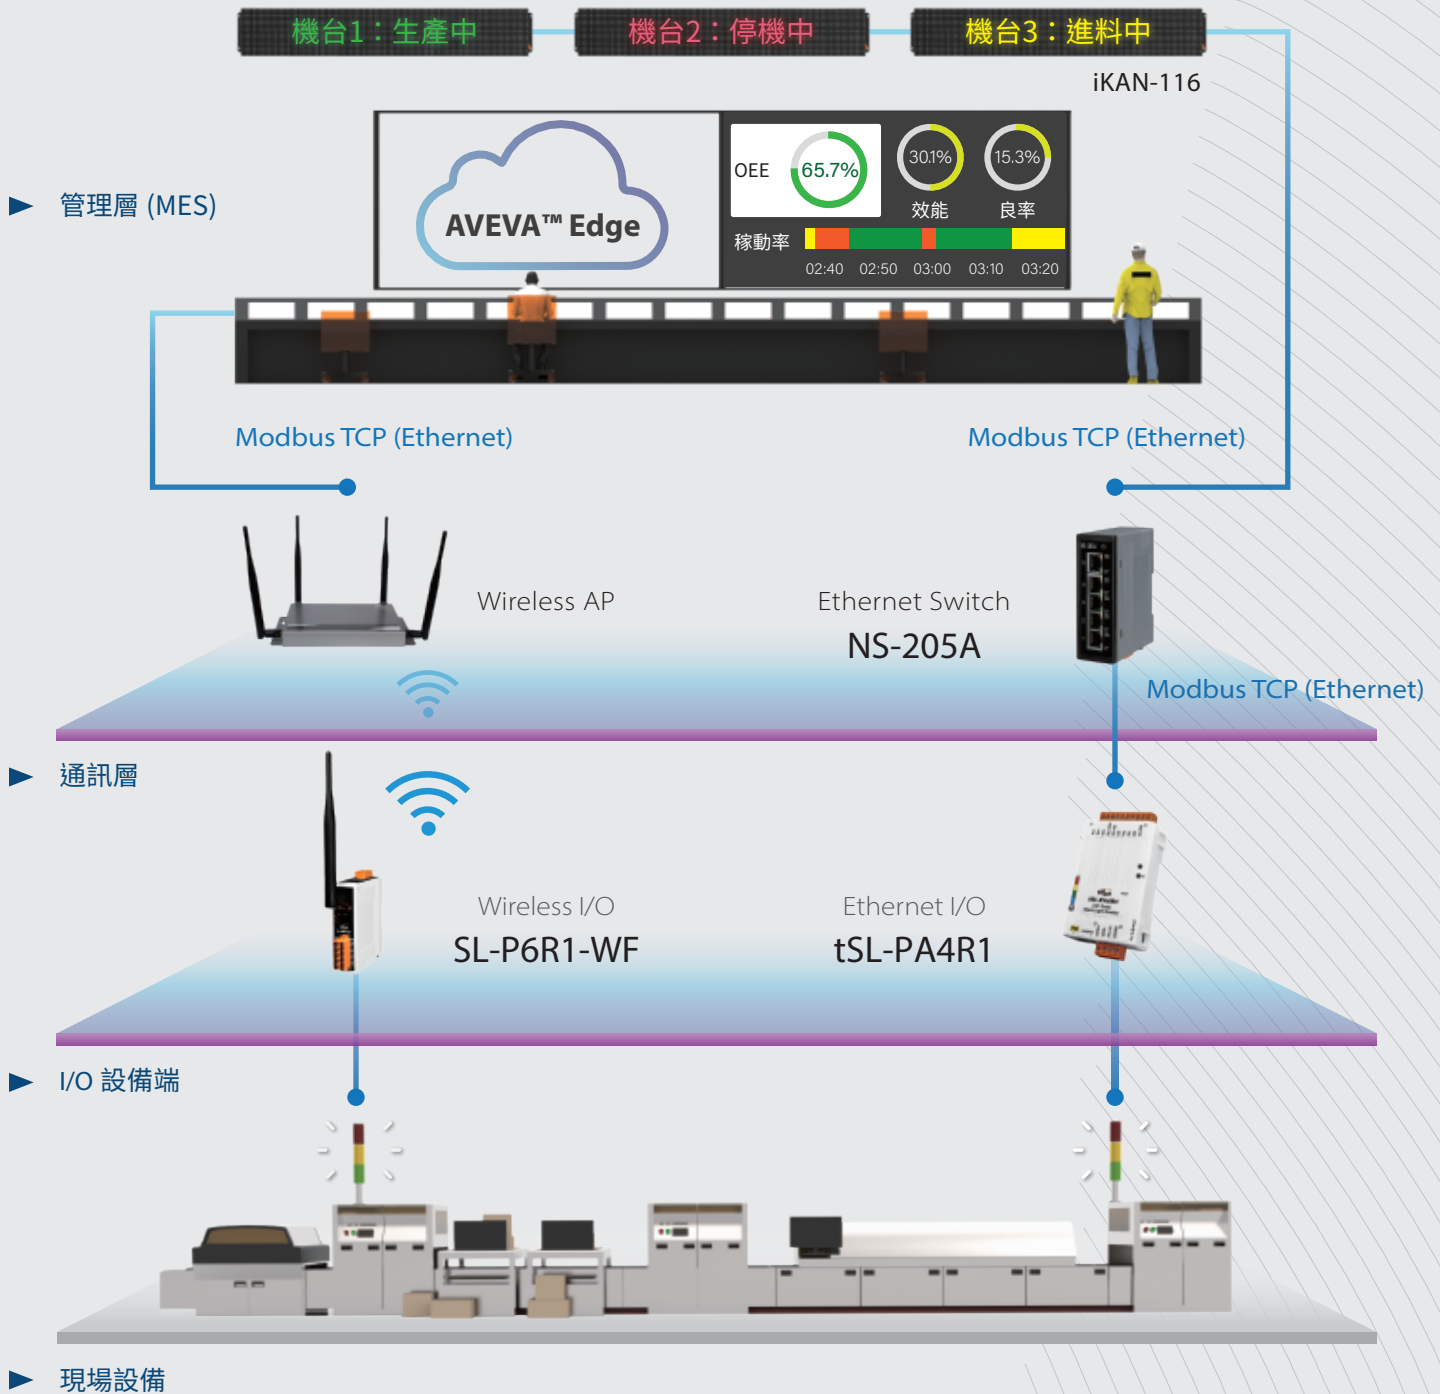 機台1：生產中
機台2：停機中
機台3：進料中
iKAN-116
管理層 (MES)
AVEVA™ Edge
OEE
65.7%
30.1%
15.3%
效能
良率
稼動率
02:40 02:50 03:00 03:10 03:20
Modbus TCP (Ethernet)
Modbus TCP (Ethernet)
Wireless AP
Ethernet Switch
NS-205A
Modbus TCP (Ethernet)
通訊層
Wireless I/O
SL-P6R1-WF
Ethernet I/O
tSL-PA4R1
I/O 設備端
現場設備